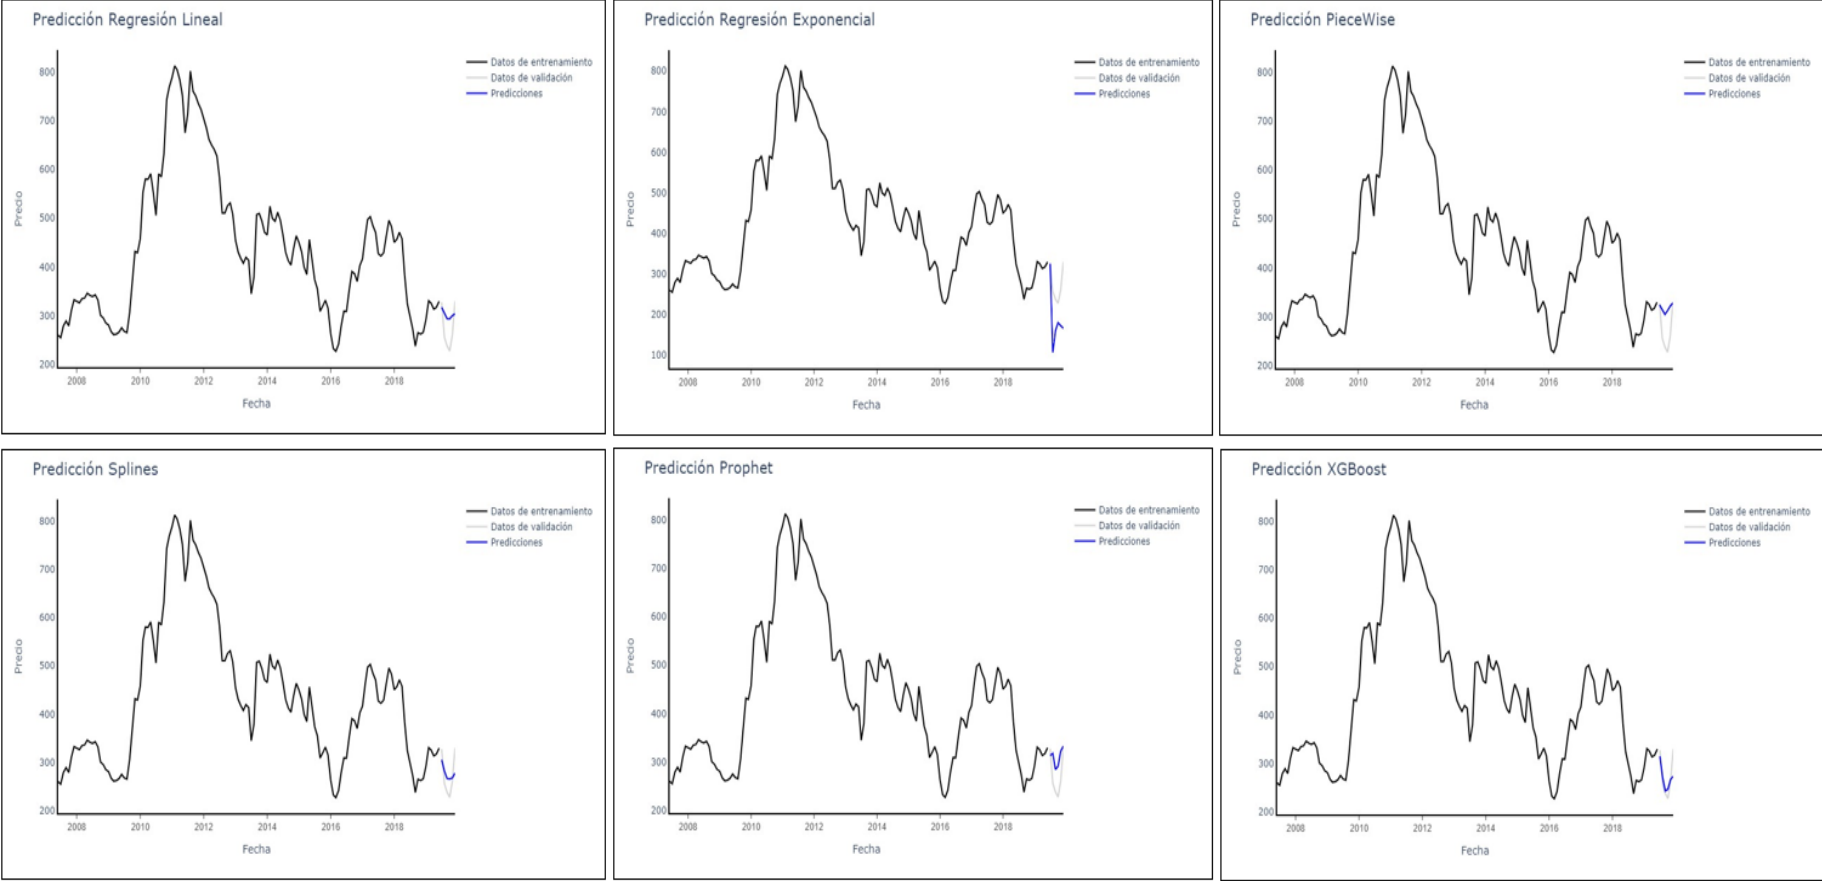 Predicción Regresión Lineal
Datos de entrenamiento
Datos de validación
Predicciones
800
700
600
500
400
300
200
Precio
2008 2010 2012 2014 2016 2018
Fecha
Predicción Regresión Exponencial
Datos de entrenamiento
Datos de validación
Predicciones
800
700
600
500
400
300
200
100
Precio
2008 2010 2012 2014 2016 2018
Fecha
Predicción PieceWise
Datos de entrenamiento
Datos de validación
Predicciones
800
700
600
500
400
300
200
Precio
2008 2010 2012 2014 2016 2018
Fecha
Predicción Splines
Datos de entrenamiento
Datos de validación
Predicciones
800
700
600
500
400
300
200
Precio
2008 2010 2012 2014 2016 2018
Fecha
Predicción Prophet
Datos de entrenamiento
Datos de validación
Predicciones
800
700
600
500
400
300
200
Precio
2008 2010 2012 2014 2016 2018
Fecha
Predicción XGBoost
Datos de entrenamiento
Datos de validación
Predicciones
800
700
600
500
400
300
200
Precio
2008 2010 2012 2014 2016 2018
Fecha